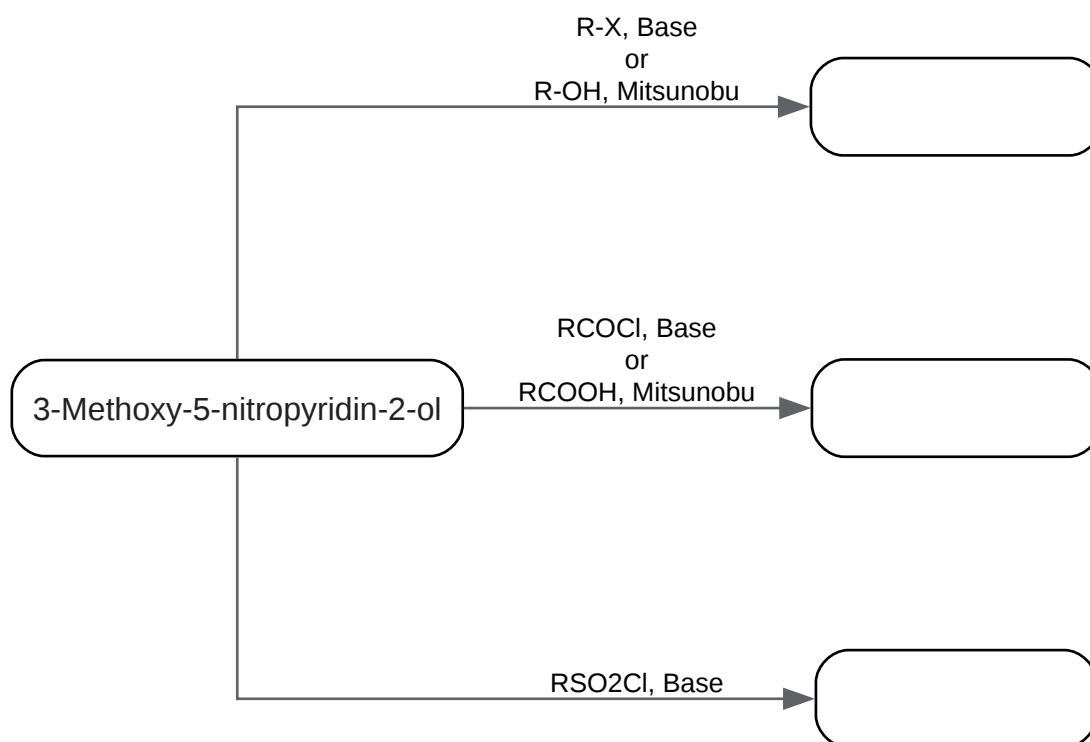 R-X, Base
or
R-OH, Mitsunobu
RCOCl, Base
or
RCOOH, Mitsunobu
3-Methoxy-5-nitropyridin-2-ol
RSO2Cl, Base